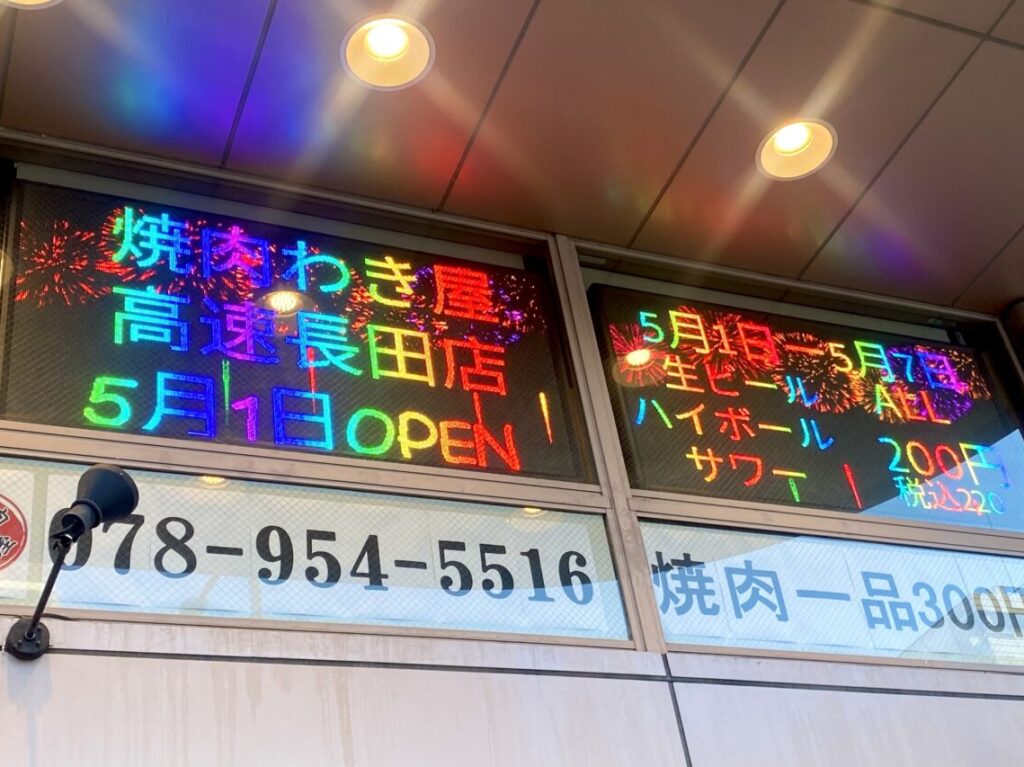 焼肉わき屋
高速長田店
5月1日OPEN
5月1日ー5月7日
生ビール ALL
ハイボール 200円
サワー 税込220
078-954-5516
焼肉一品300円